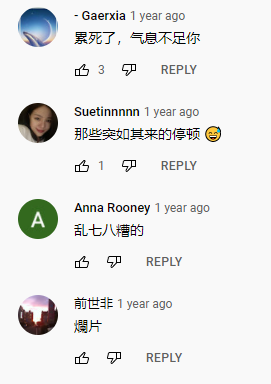 - Gaerxia 1 year ago
累死了，气息不足你
3 REPLY
Suetinnnnn 1 year ago
那些突如其来的停顿 😅
1 REPLY
A
Anna Rooney 1 year ago
乱七八糟的
REPLY
前世非 1 year ago
爛片
REPLY